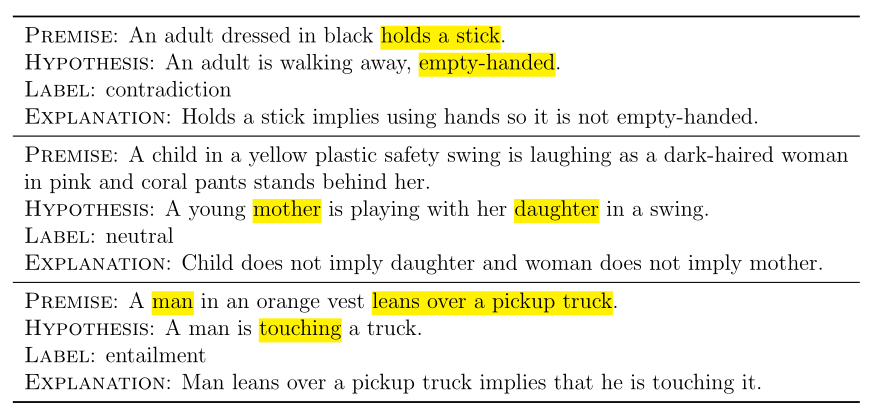 PREMISE: An adult dressed in black holds a stick.
HYPOTHESIS: An adult is walking away, empty-handed.
LABEL: contradiction
EXPLANATION: Holds a stick implies using hands so it is not empty-handed.
PREMISE: A child in a yellow plastic safety swing is laughing as a dark-haired woman
in pink and coral pants stands behind her.
HYPOTHESIS: A young mother is playing with her daughter in a swing.
LABEL: neutral
EXPLANATION: Child does not imply daughter and woman does not imply mother.
PREMISE: A man in an orange vest leans over a pickup truck.
HYPOTHESIS: A man is touching a truck.
LABEL: entailment
EXPLANATION: Man leans over a pickup truck implies that he is touching it.